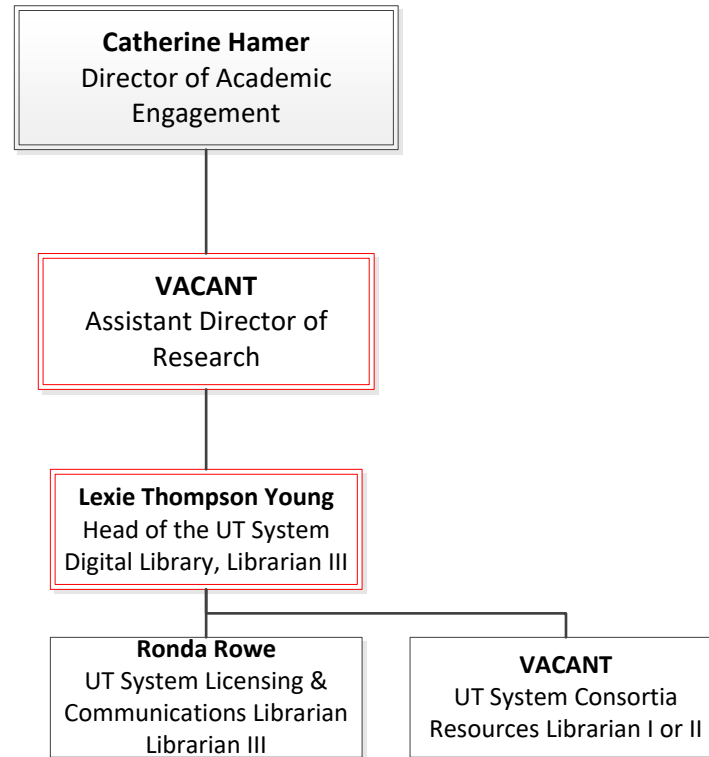 Catherine Hamer
Director of Academic
Engagement
VACANT
Assistant Director of
Research
Lexie Thompson Young
Head of the UT System
Digital Library, Librarian III
Ronda Rowe
UT System Licensing &
Communications Librarian
Librarian III
VACANT
UT System Consortia
Resources Librarian I or II